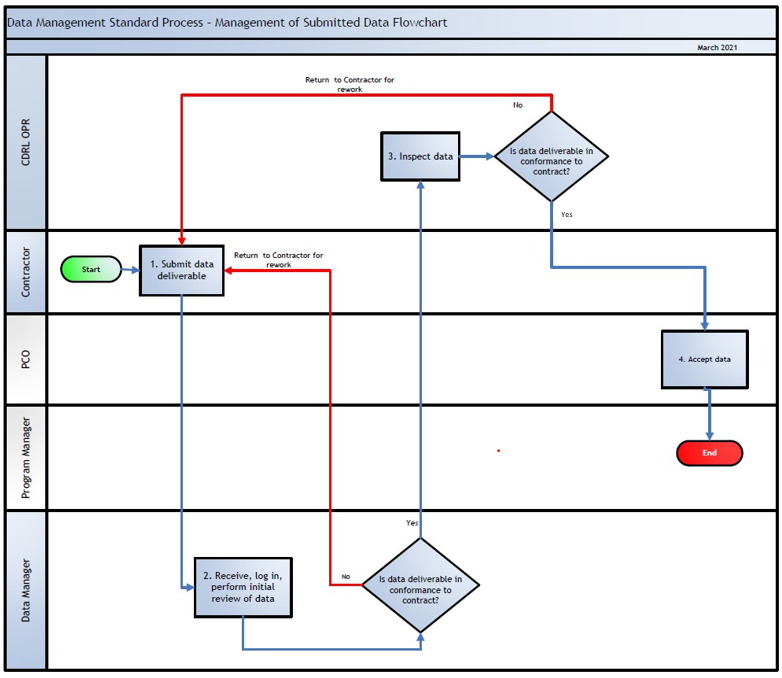 Data Management Standard Process – Management of Submitted Data Flowchart
March 2021
CDRL OPR
Return to Contractor for
rework
No
3. Inspect data
Is data deliverable in
conformance to
contract?
Yes
Contractor
Start
1. Submit data
deliverable
Return to Contractor for
rework
PCO
4. Accept data
Program Manager
End
Data Manager
Yes
2. Receive, log in,
perform initial
review of data
No
Is data deliverable in
conformance to
contract?